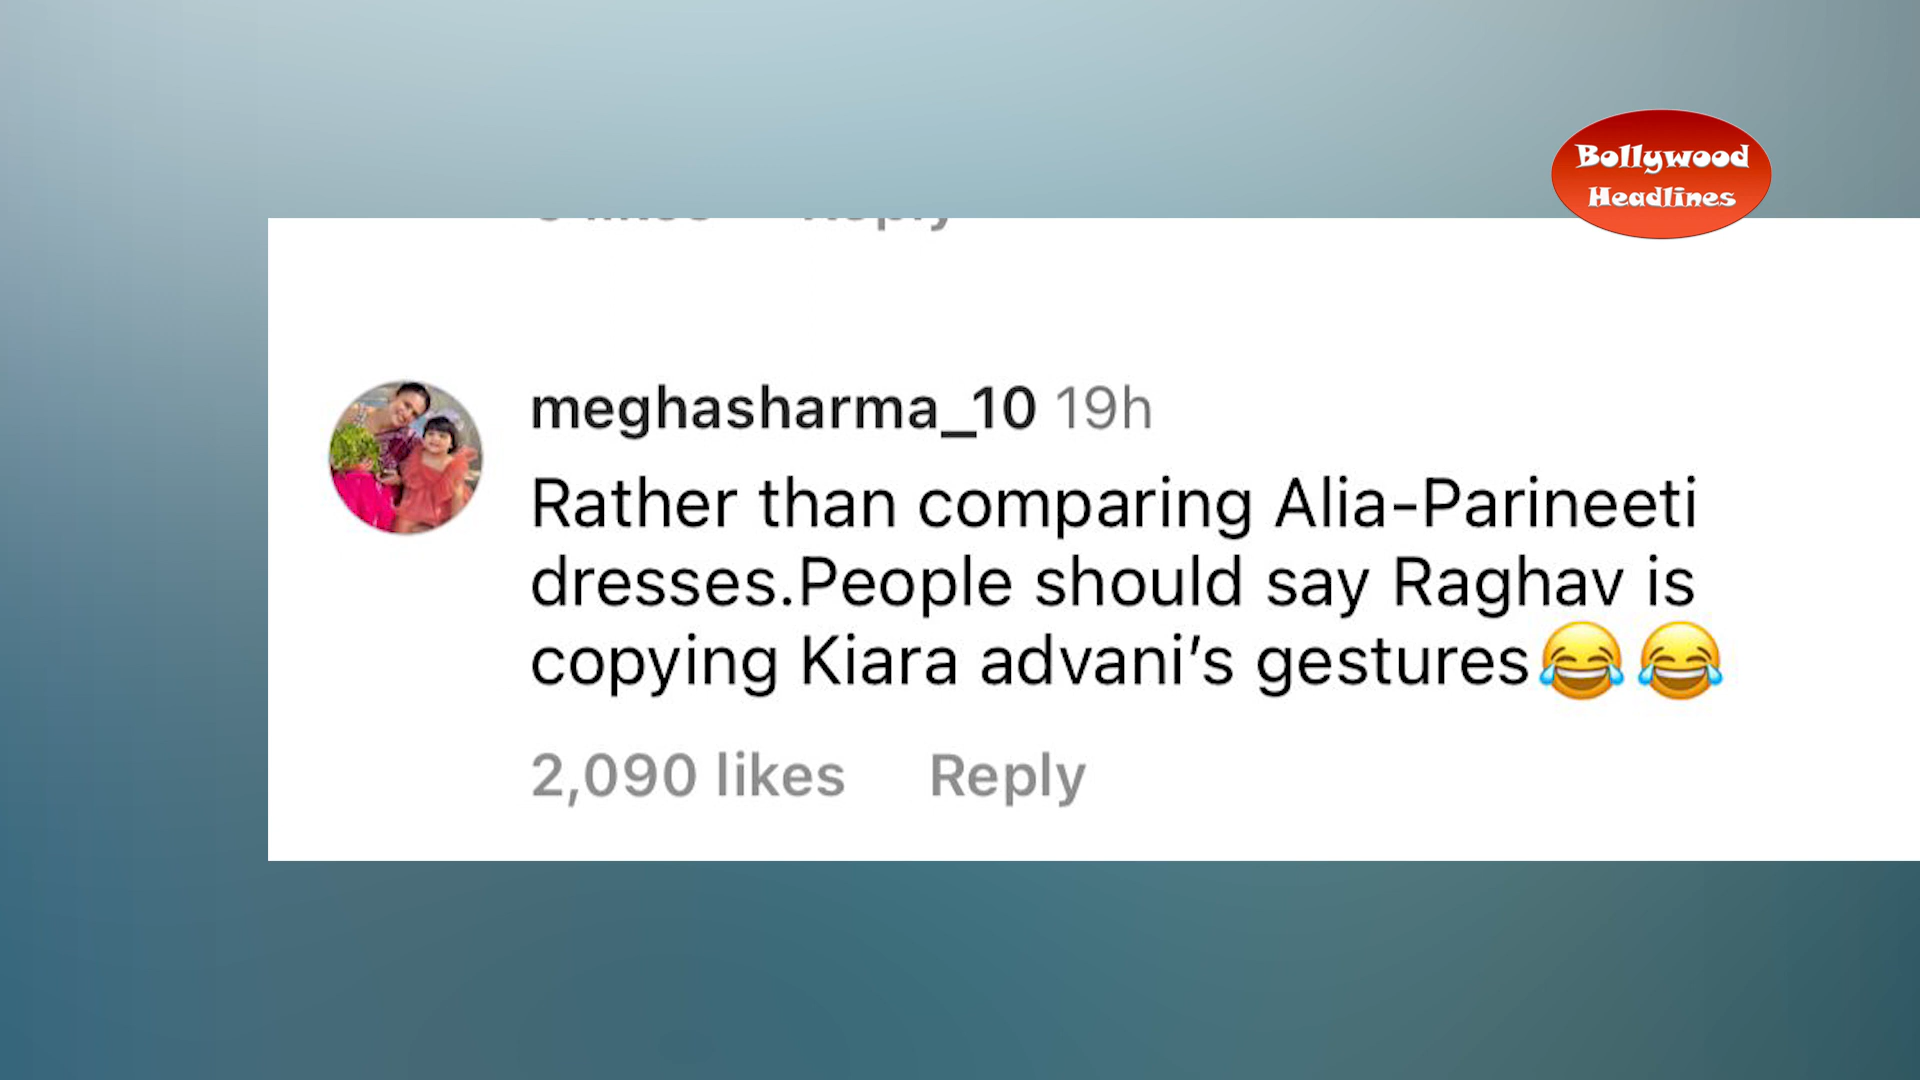 Bollywood
Headlines
meghasharma_10 19h
Rather than comparing Alia-Parineeti
dresses.People should say Raghav is
copying Kiara advani’s gestures😂😂
2,090 likes Reply